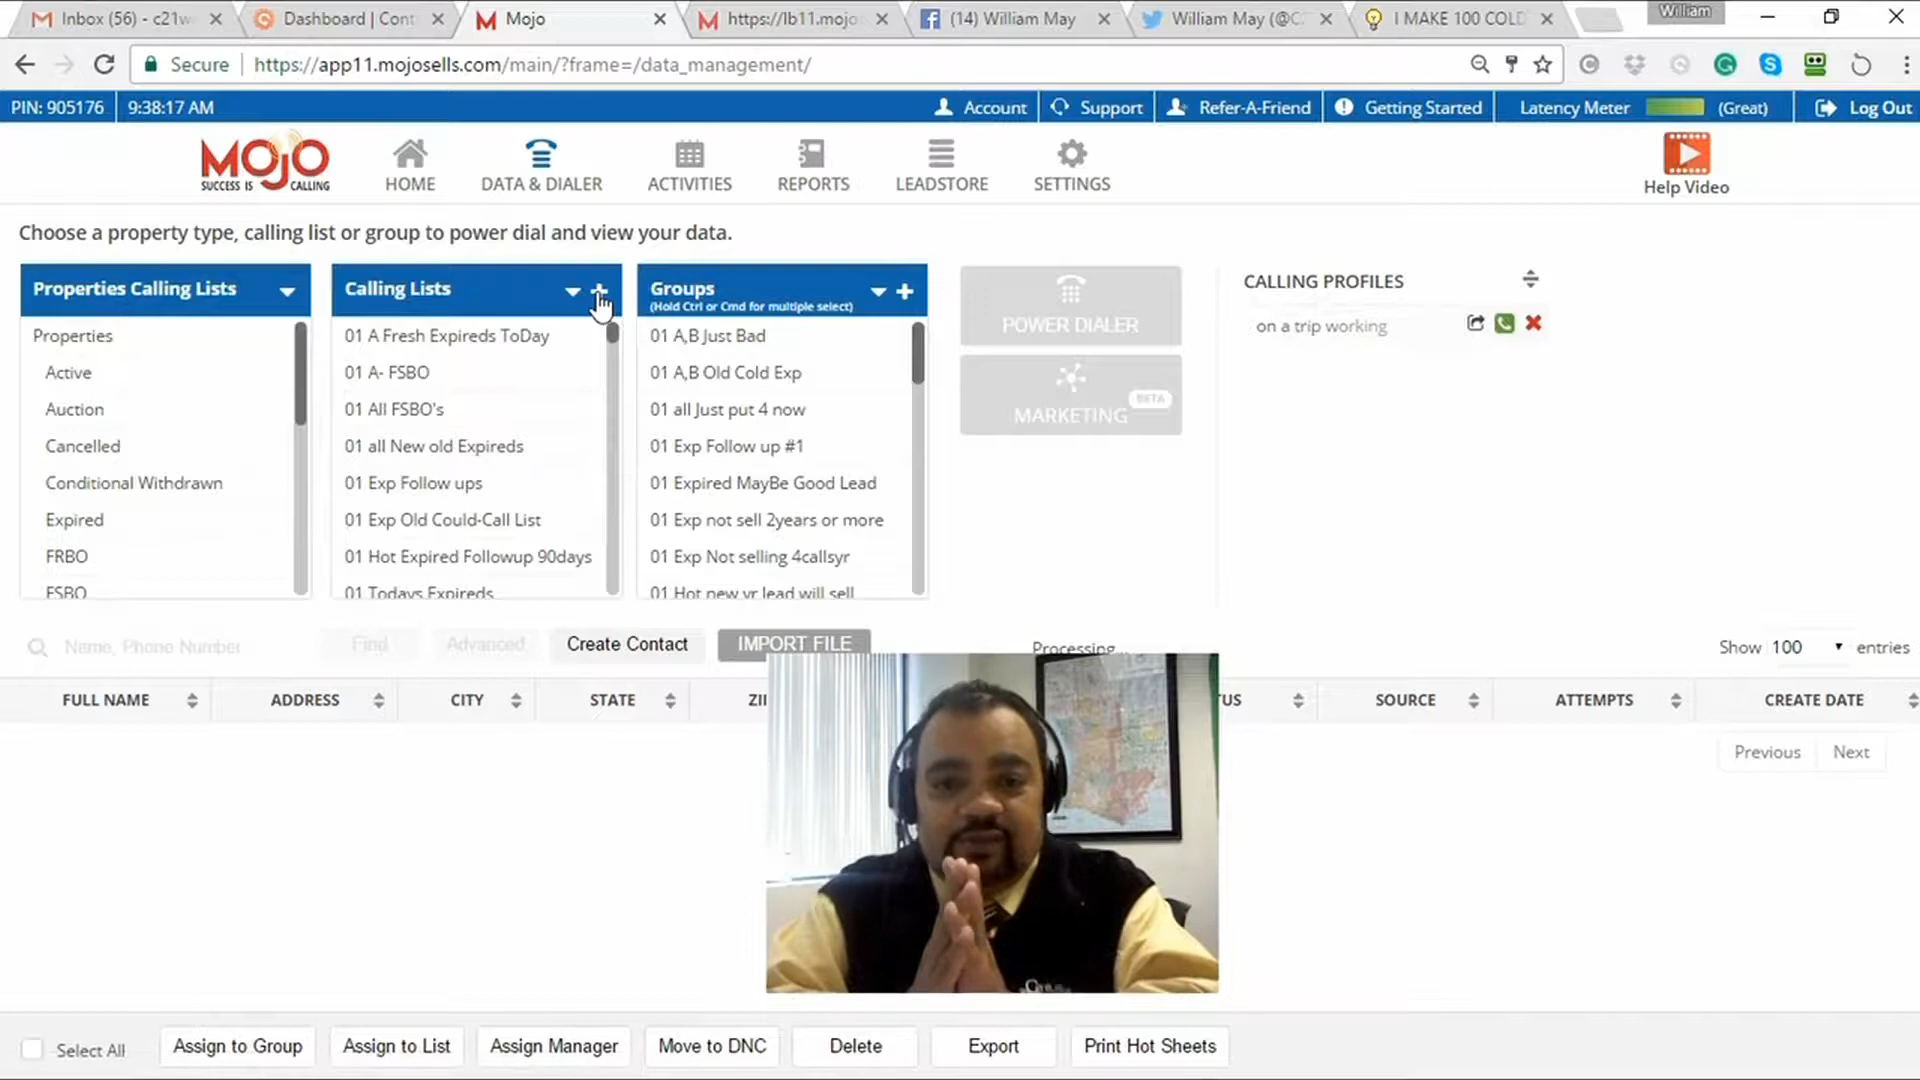 Inbox (56) - c21w
Dashboard | Cont
Mojo
https://lb11.mojo
(14) William May
William May (@C2
I MAKE 100 COLD
William
Secure
https://app11.mojosells.com/main/?frame=/data_management/
PIN: 905176
9:38:17 AM
Account
Support
Refer-A-Friend
Getting Started
Latency Meter
(Great)
Log Out
MOJO
SUCCESS IS CALLING
HOME
DATA & DIALER
ACTIVITIES
REPORTS
LEADSTORE
SETTINGS
Help Video
Choose a property type, calling list or group to power dial and view your data.
Properties Calling Lists
Properties
Active
Auction
Cancelled
Conditional Withdrawn
Expired
FRBO
FSBO
Calling Lists
01 A Fresh Expireds ToDay
01 A- FSBO
01 All FSBO's
01 all New old Expireds
01 Exp Follow ups
01 Exp Old Could-Call List
01 Hot Expired Followup 90days
01 Todays Expireds
Groups
(Hold Ctrl or Cmd for multiple select)
01 A,B Just Bad
01 A,B Old Cold Exp
01 all Just put 4 now
01 Exp Follow up #1
01 Expired MayBe Good Lead
01 Exp not sell 2years or more
01 Exp Not selling 4callsyr
01 Hot new yr lead will sell
POWER DIALER
MARKETING
BETA
CALLING PROFILES
on a trip working
Name, Phone Number
Find
Advanced
Create Contact
IMPORT FILE
Processing...
Show 100 entries
FULL NAME
ADDRESS
CITY
STATE
ZI
TUS
SOURCE
ATTEMPTS
CREATE DATE
Previous
Next
Select All
Assign to Group
Assign to List
Assign Manager
Move to DNC
Delete
Export
Print Hot Sheets